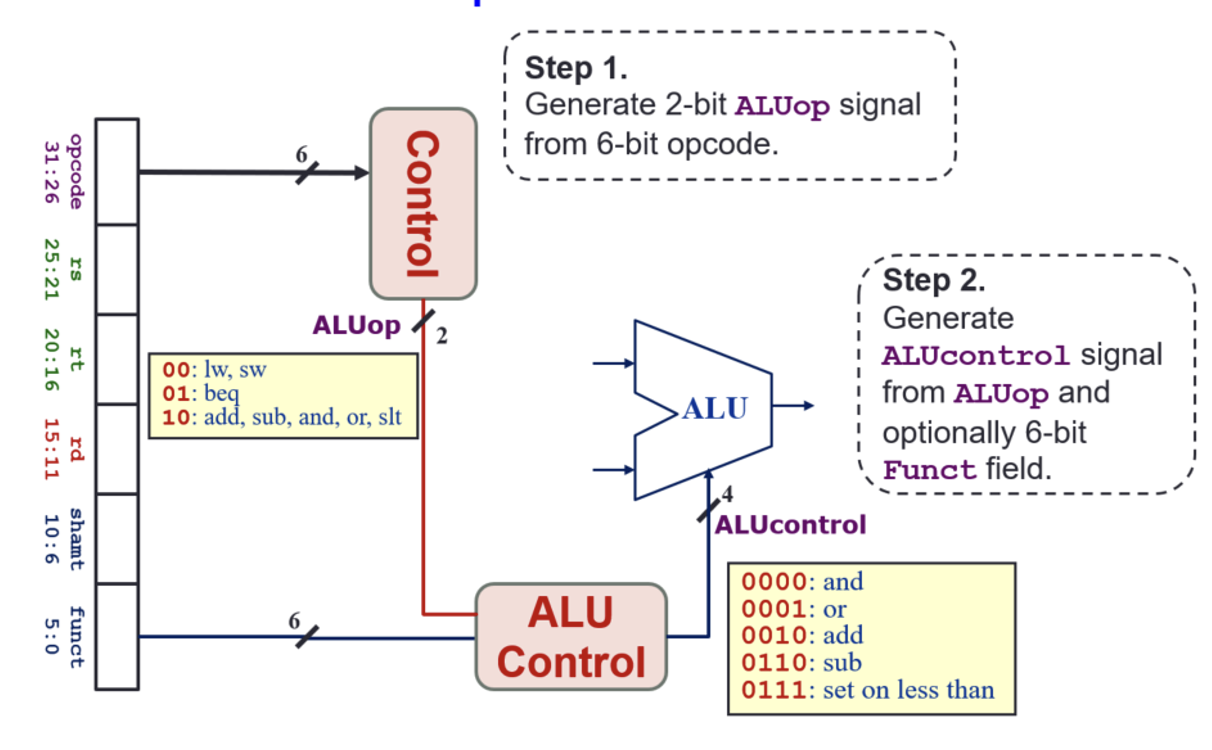 Step 1.
Generate 2-bit ALUop signal
from 6-bit opcode.
opcode
31:26
rs
25:21
rt
20:16
rd
15:11
shamt
10:6
funct
5:0
6
Control
ALUop
2
00: lw, sw
01: beq
10: add, sub, and, or, slt
Step 2.
Generate
ALUcontrol signal
from ALUop and
optionally 6-bit
Funct field.
ALU
4
ALUcontrol
6
ALU
Control
0000: and
0001: or
0010: add
0110: sub
0111: set on less than